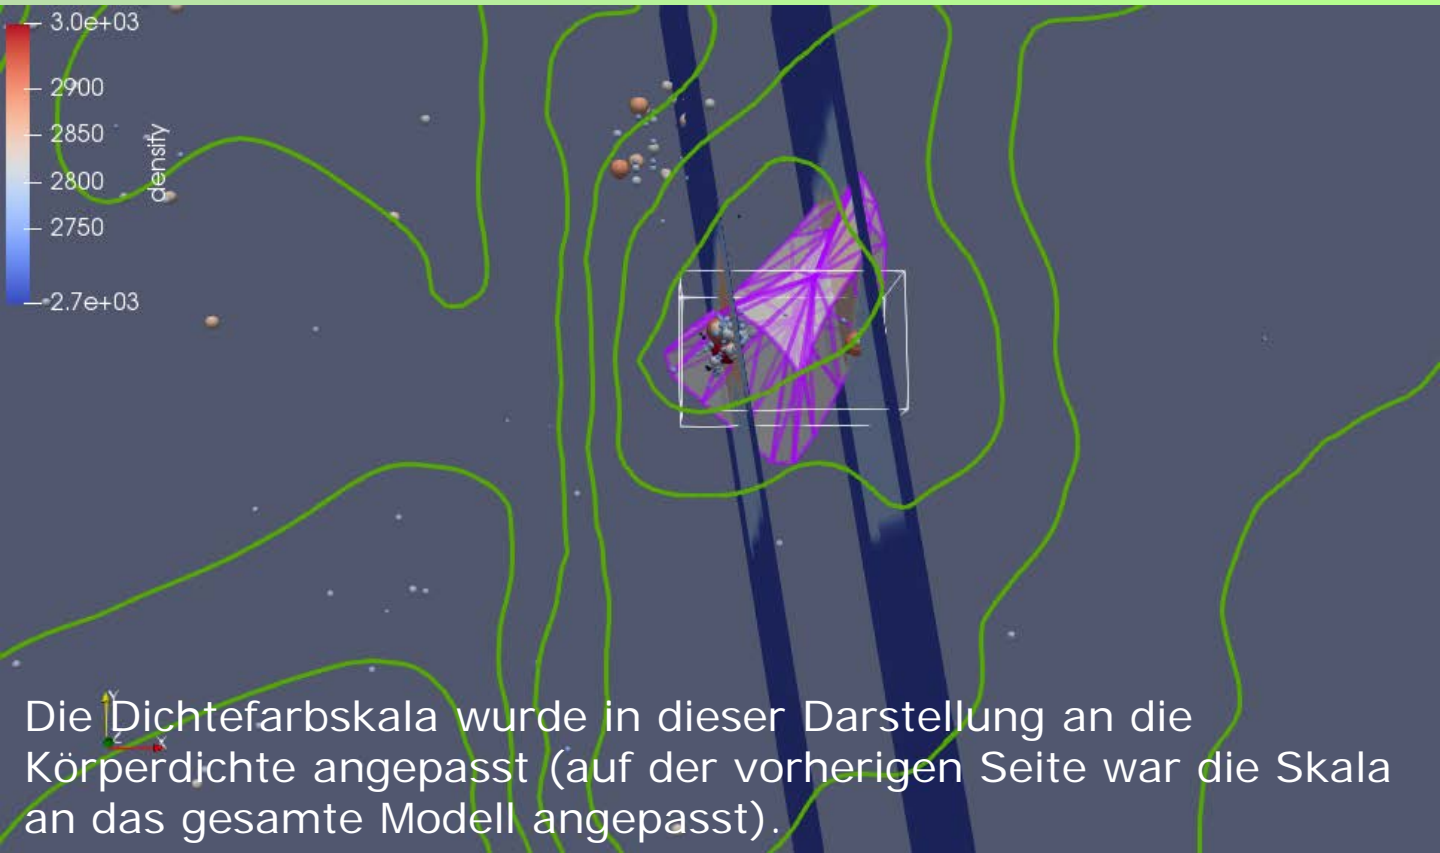 3.0e+03
2900
2850
2800
2750
2.7e+03
density
Y
Z
X
Die Dichtefarbskala wurde in dieser Darstellung an die
Körperdichte angepasst (auf der vorherigen Seite war die Skala
an das gesamte Modell angepasst).